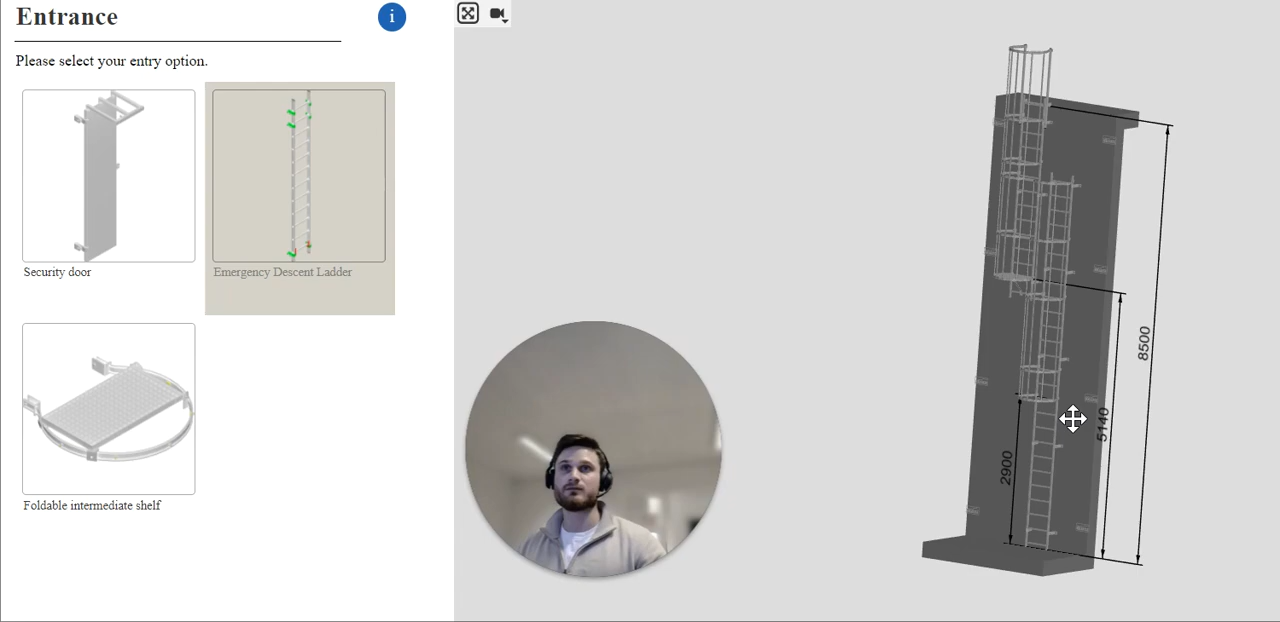 Entrance
i
Please select your entry option.
Security door
Emergency Descent Ladder
Foldable intermediate shelf
8500
5140
2900